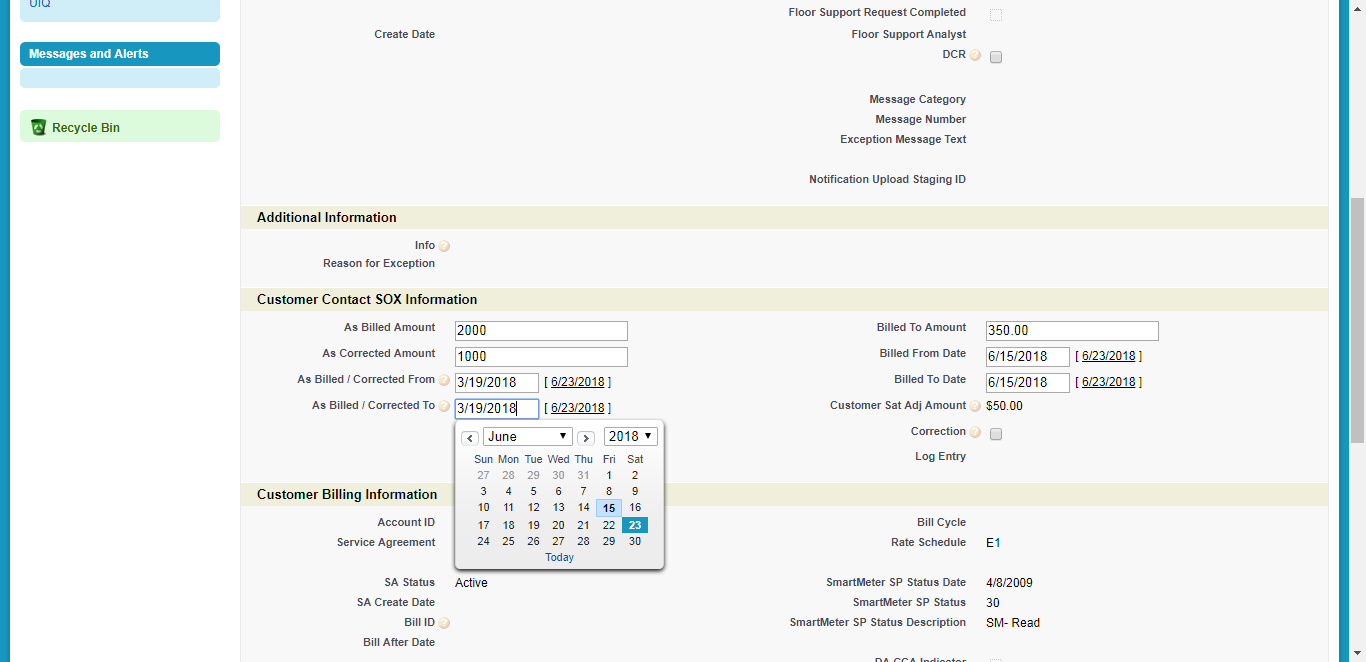 UIQ
Messages and Alerts
Recycle Bin
Floor Support Request Completed
Create Date
Floor Support Analyst
DCR ?
Message Category
Message Number
Exception Message Text
Notification Upload Staging ID
Additional Information
Info ?
Reason for Exception
Customer Contact SOX Information
As Billed Amount 2000
Billed To Amount 350.00
As Corrected Amount 1000
Billed From Date 6/15/2018 [ 6/23/2018 ]
As Billed / Corrected From ? 3/19/2018 [ 6/23/2018 ]
Billed To Date 6/15/2018 [ 6/23/2018 ]
As Billed / Corrected To ? 3/19/2018 [ 6/23/2018 ]
Customer Sat Adj Amount ? $50.00
Correction ?
Log Entry
June 2018
Sun Mon Tue Wed Thu Fri Sat
27 28 29 30 31 1 2
3 4 5 6 7 8 9
10 11 12 13 14 15 16
17 18 19 20 21 22 23
24 25 26 27 28 29 30
Today
Customer Billing Information
Account ID
Bill Cycle
Service Agreement
Rate Schedule E1
SA Status Active
SmartMeter SP Status Date 4/8/2009
SA Create Date
SmartMeter SP Status 30
Bill ID ?
SmartMeter SP Status Description SM- Read
Bill After Date
DA CCA Indicator